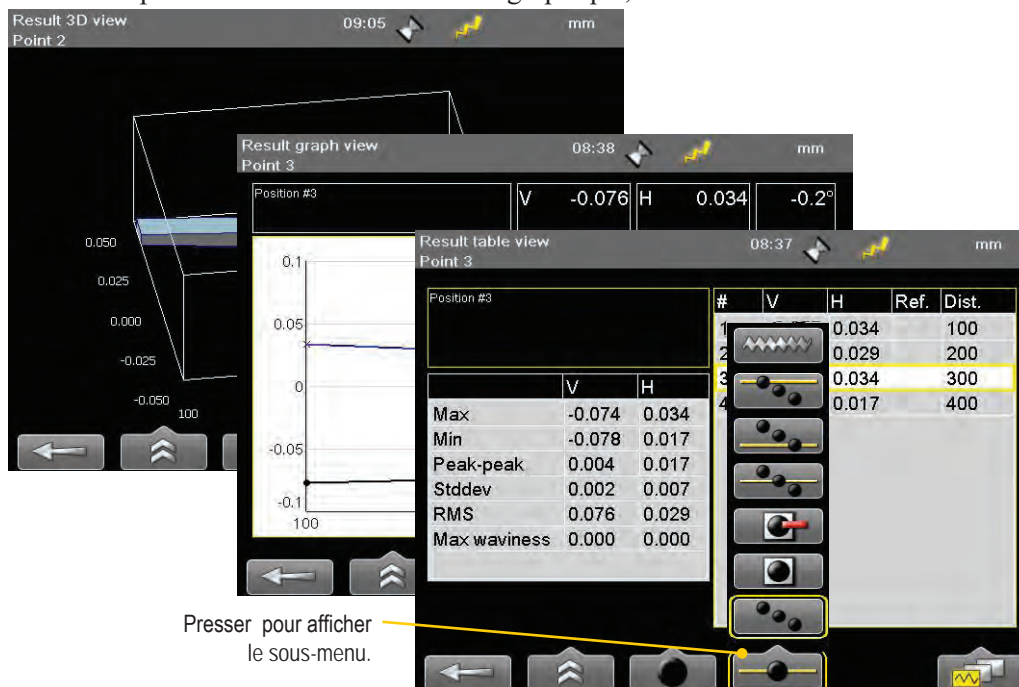 Result 3D view 09:05 mm
Point 2
0.050
0.025
0.000
-0.025
-0.050
100
Result graph view 08:38 mm
Point 3
Position #3 V -0.076 H 0.034 -0.2°
0.1
0.05
0
-0.05
-0.1
100
Result table view 08:37 mm
Point 3
Position #3
# V H Ref. Dist.
1 0.034 100
2 0.029 200
3 0.034 300
4 0.017 400
V H
Max -0.074 0.034
Min -0.078 0.017
Peak-peak 0.004 0.017
Stddev 0.002 0.007
RMS 0.076 0.029
Max waviness 0.000 0.000
Presser pour afficher
le sous-menu.